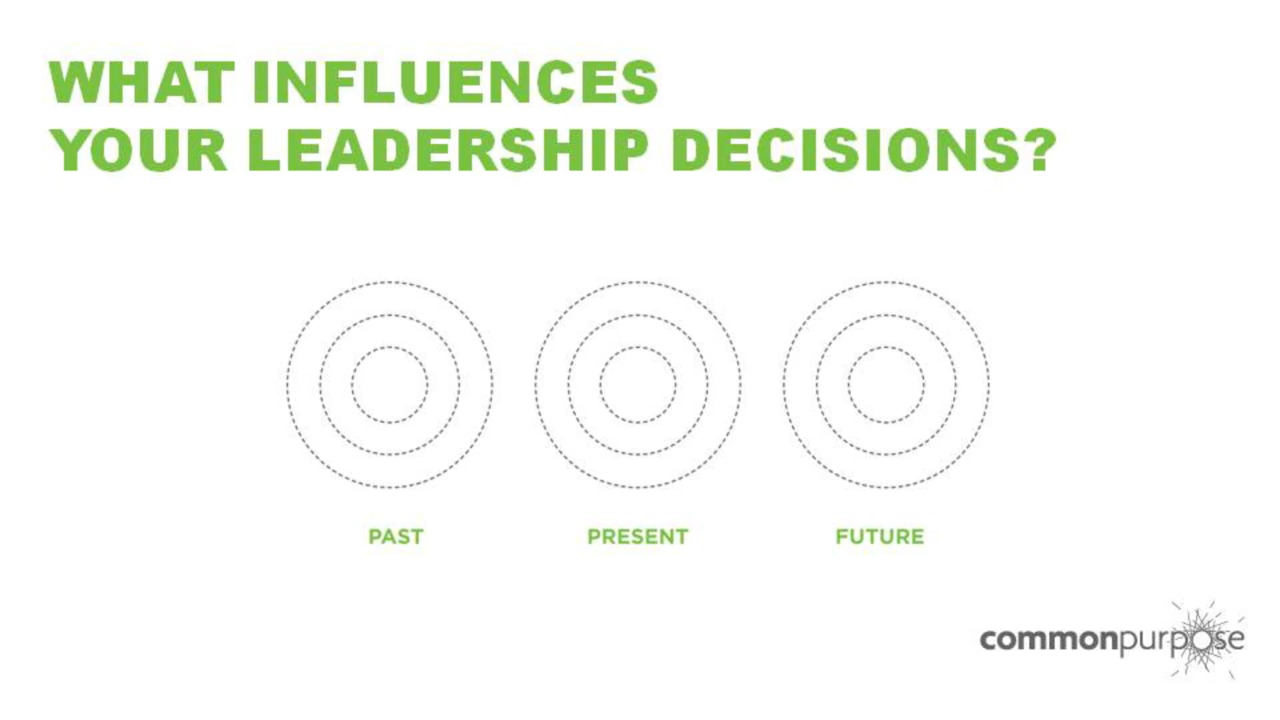 WHAT INFLUENCES
YOUR LEADERSHIP DECISIONS?
PAST
PRESENT
FUTURE
commonpurpose